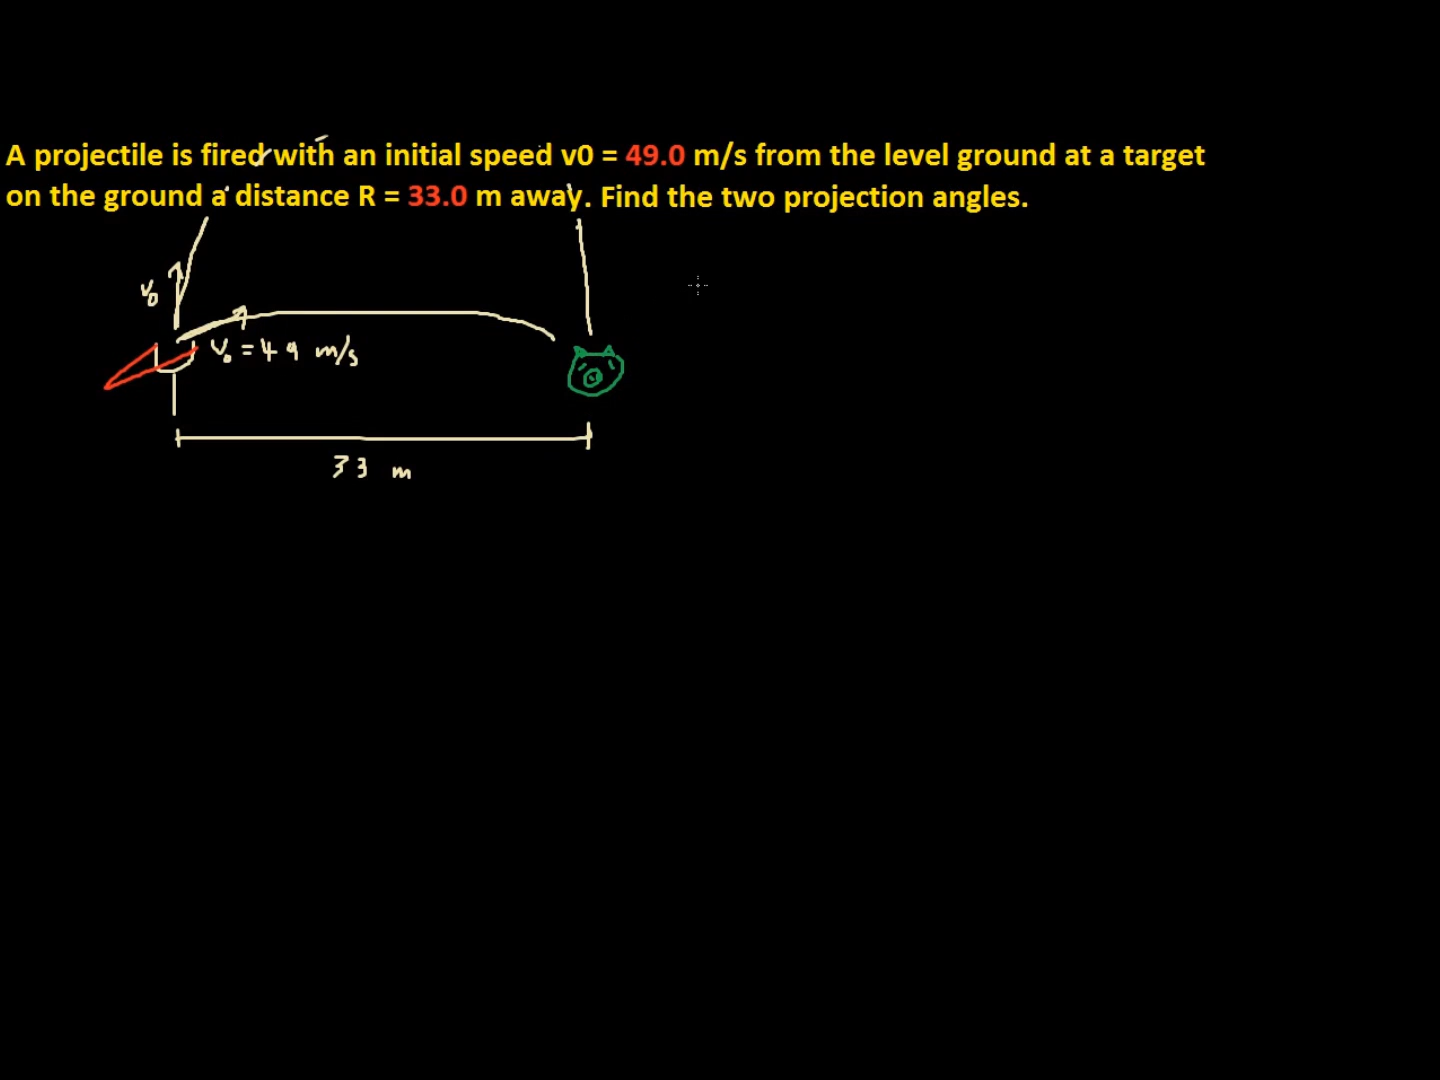 A projectile is fired with an initial speed v0 = 49.0 m/s from the level ground at a target
on the ground a distance R = 33.0 m away. Find the two projection angles.
v₀
v₀ = 49 m/s
33 m